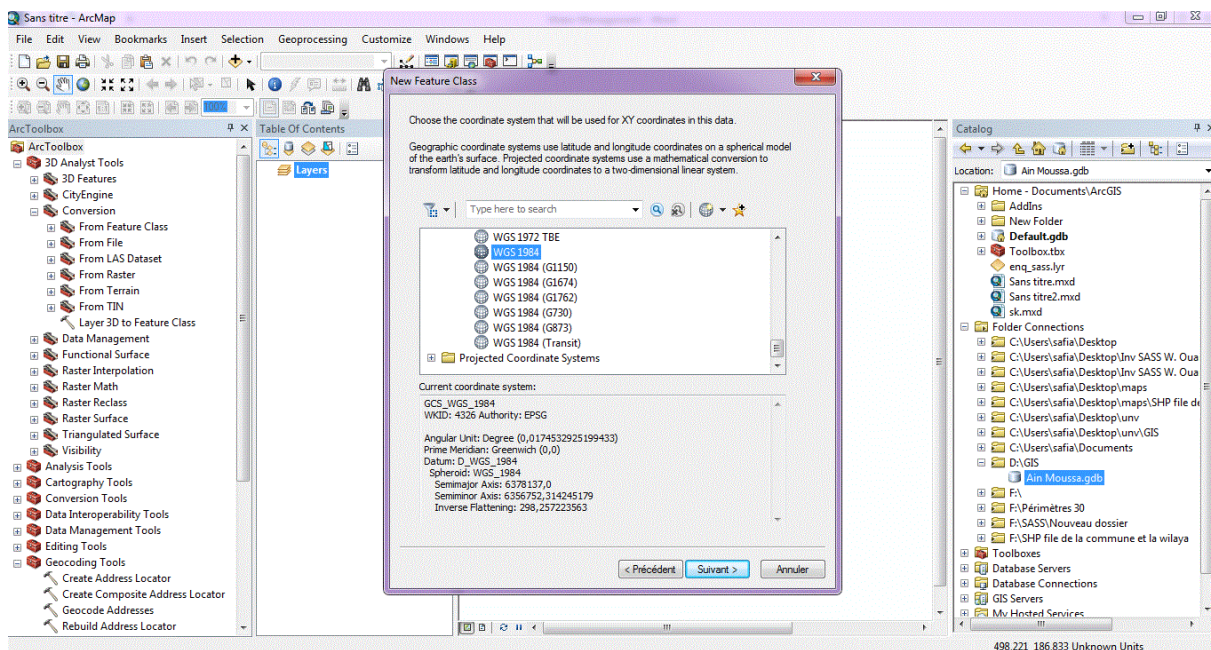 Sans titre - ArcMap
File Edit View Bookmarks Insert Selection Geoprocessing Customize Windows Help
100%
ArcToolbox
ArcToolbox
3D Analyst Tools
3D Features
CityEngine
Conversion
From Feature Class
From File
From LAS Dataset
From Raster
From Terrain
From TIN
Layer 3D to Feature Class
Data Management
Functional Surface
Raster Interpolation
Raster Math
Raster Reclass
Raster Surface
Triangulated Surface
Visibility
Analysis Tools
Cartography Tools
Conversion Tools
Data Interoperability Tools
Data Management Tools
Editing Tools
Geocoding Tools
Create Address Locator
Create Composite Address Locator
Geocode Addresses
Rebuild Address Locator
Table Of Contents
Layers
New Feature Class
Choose the coordinate system that will be used for XY coordinates in this data.
Geographic coordinate systems use latitude and longitude coordinates on a spherical model
of the earth's surface. Projected coordinate systems use a mathematical conversion to
transform latitude and longitude coordinates to a two-dimensional linear system.
Type here to search
WGS 1972 TBE
WGS 1984
WGS 1984 (G1150)
WGS 1984 (G1674)
WGS 1984 (G1762)
WGS 1984 (G730)
WGS 1984 (G873)
WGS 1984 (Transit)
Projected Coordinate Systems
Current coordinate system:
GCS_WGS_1984
WKID: 4326 Authority: EPSG
Angular Unit: Degree (0,0174532925199433)
Prime Meridian: Greenwich (0,0)
Datum: D_WGS_1984
Spheroid: WGS_1984
Semimajor Axis: 6378137,0
Semiminor Axis: 6356752,314245179
Inverse Flattening: 298,257223563
< Précédent Suivant > Annuler
Catalog
Location: Ain Moussa.gdb
Home - Documents\ArcGIS
AddIns
New Folder
Default.gdb
Toolbox.tbx
enq_sass.lyr
Sans titre.mxd
Sans titre2.mxd
sk.mxd
Folder Connections
C:\Users\safia\Desktop
C:\Users\safia\Desktop\Inv SASS W. Oua
C:\Users\safia\Desktop\Inv SASS W. Oua
C:\Users\safia\Desktop\maps
C:\Users\safia\Desktop\maps\SHP file de
C:\Users\safia\Desktop\unv
C:\Users\safia\Desktop\unv\GIS
C:\Users\safia\Documents
D:\GIS
Ain Moussa.gdb
F:\
F:\Périmètres 30
F:\SASS\Nouveau dossier
F:\SHP file de la commune et la wilaya
Toolboxes
Database Servers
Database Connections
GIS Servers
My Hosted Services
498,221 186,833 Unknown Units